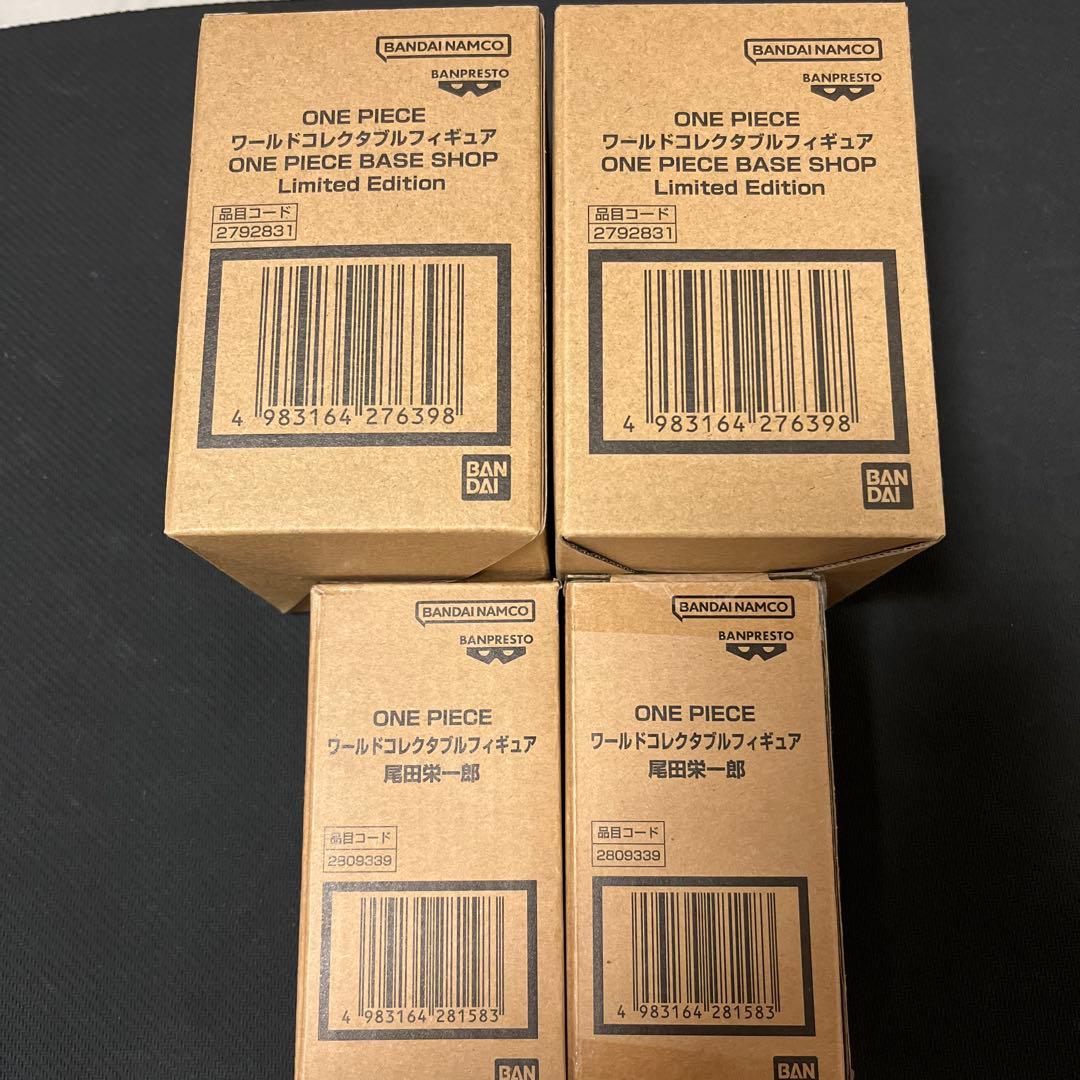 BANDAI NAMCO
BANPRESTO
ONE PIECE
ワールドコレクタブルフィギュア
ONE PIECE BASE SHOP
Limited Edition
品目コード
2792831
4 983164 276398
BAN
DAI
BANDAI NAMCO
BANPRESTO
ONE PIECE
ワールドコレクタブルフィギュア
ONE PIECE BASE SHOP
Limited Edition
品目コード
2792831
4 983164 276398
BAN
DAI
BANDAI NAMCO
BANPRESTO
ONE PIECE
ワールドコレクタブルフィギュア
尾田栄一郎
品目コード
2809339
4 983164 281583
BAN
BANDAI NAMCO
BANPRESTO
ONE PIECE
ワールドコレクタブルフィギュア
尾田栄一郎
品目コード
2809339
4 983164 281583
BAN